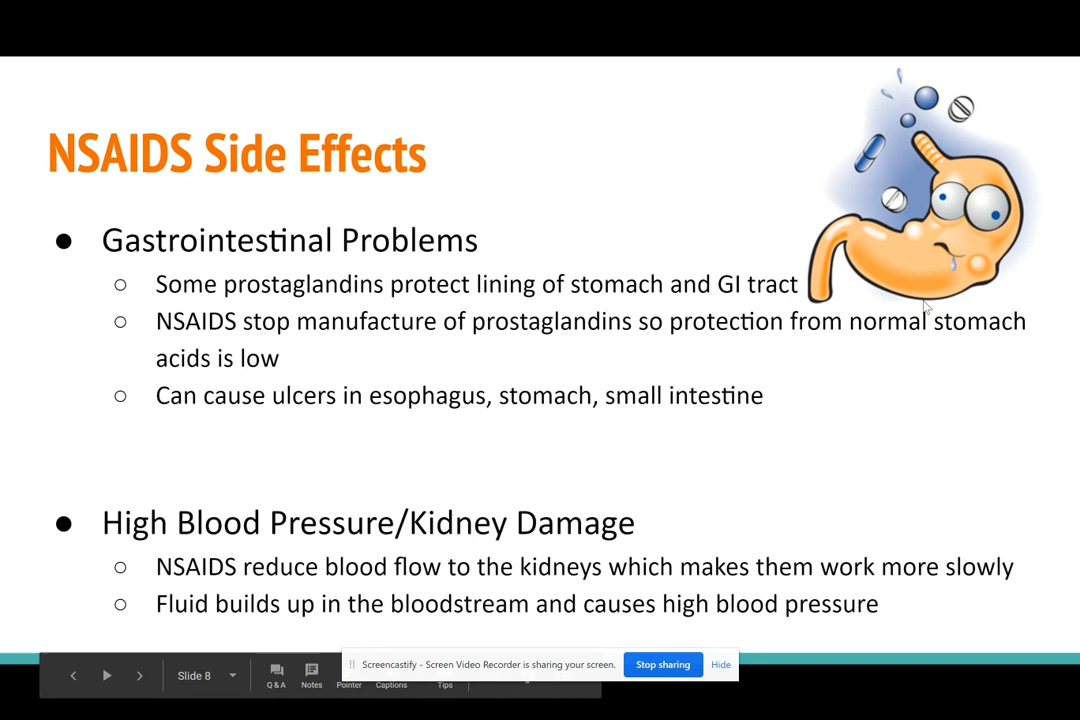 NSAIDS Side Effects
● Gastrointestinal Problems
○ Some prostaglandins protect lining of stomach and GI tract
○ NSAIDS stop manufacture of prostaglandins so protection from normal stomach
acids is low
○ Can cause ulcers in esophagus, stomach, small intestine
● High Blood Pressure/Kidney Damage
○ NSAIDS reduce blood flow to the kidneys which makes them work more slowly
○ Fluid builds up in the bloodstream and causes high blood pressure
Screencastify - Screen Video Recorder is sharing your screen. Stop sharing Hide
Slide 8
Q & A Notes Pointer Captions Tips